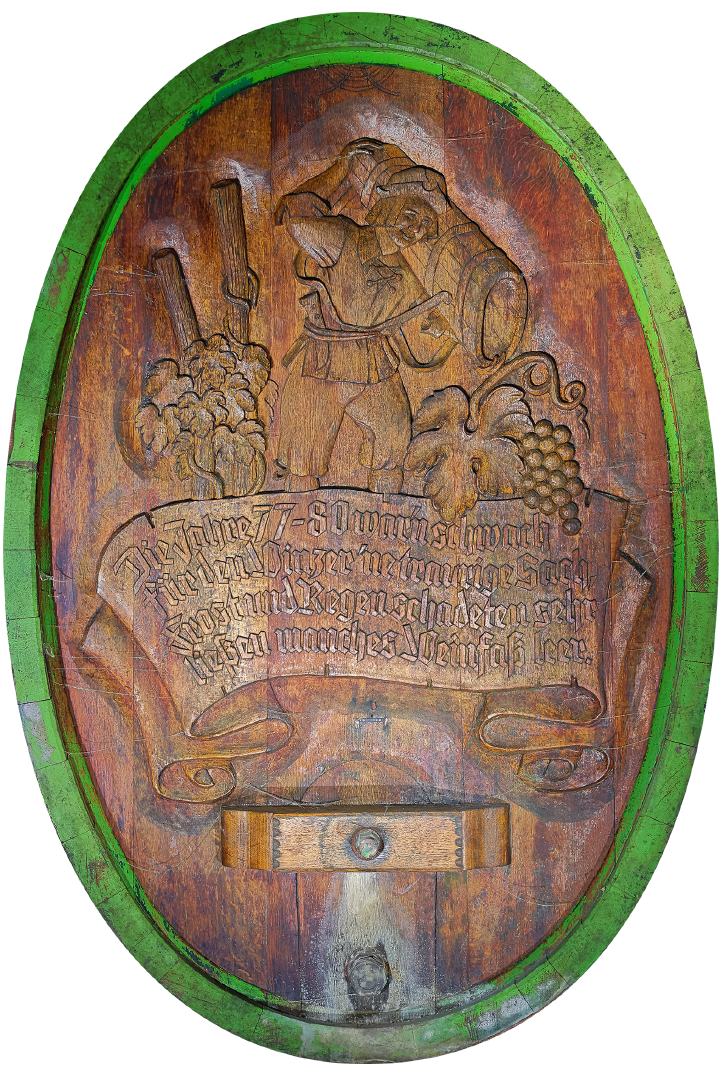 Die Jahre 77-80 war'n schwach
Für den Winzer 'ne traurige Sach,
Frost und Regen schadeten sehr
ließen manches Weinfaß leer.